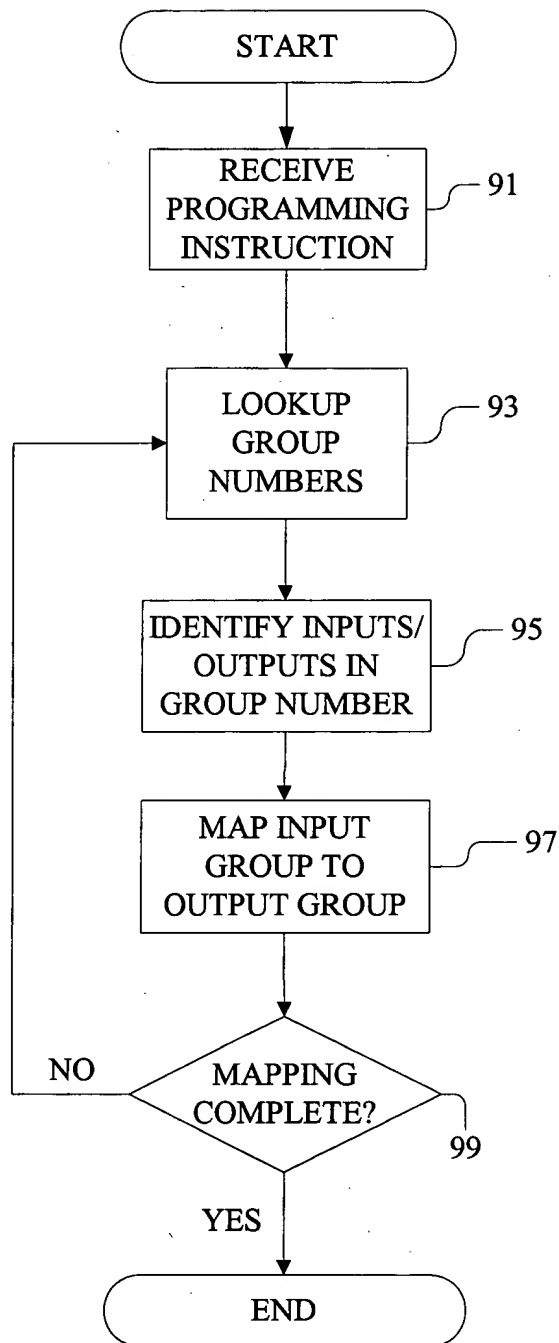 START
RECEIVE
PROGRAMMING
INSTRUCTION
91
LOOKUP
GROUP
NUMBERS
93
IDENTIFY INPUTS/
OUTPUTS IN
GROUP NUMBER
95
MAP INPUT
GROUP TO
OUTPUT GROUP
97
NO
MAPPING
COMPLETE?
99
YES
END